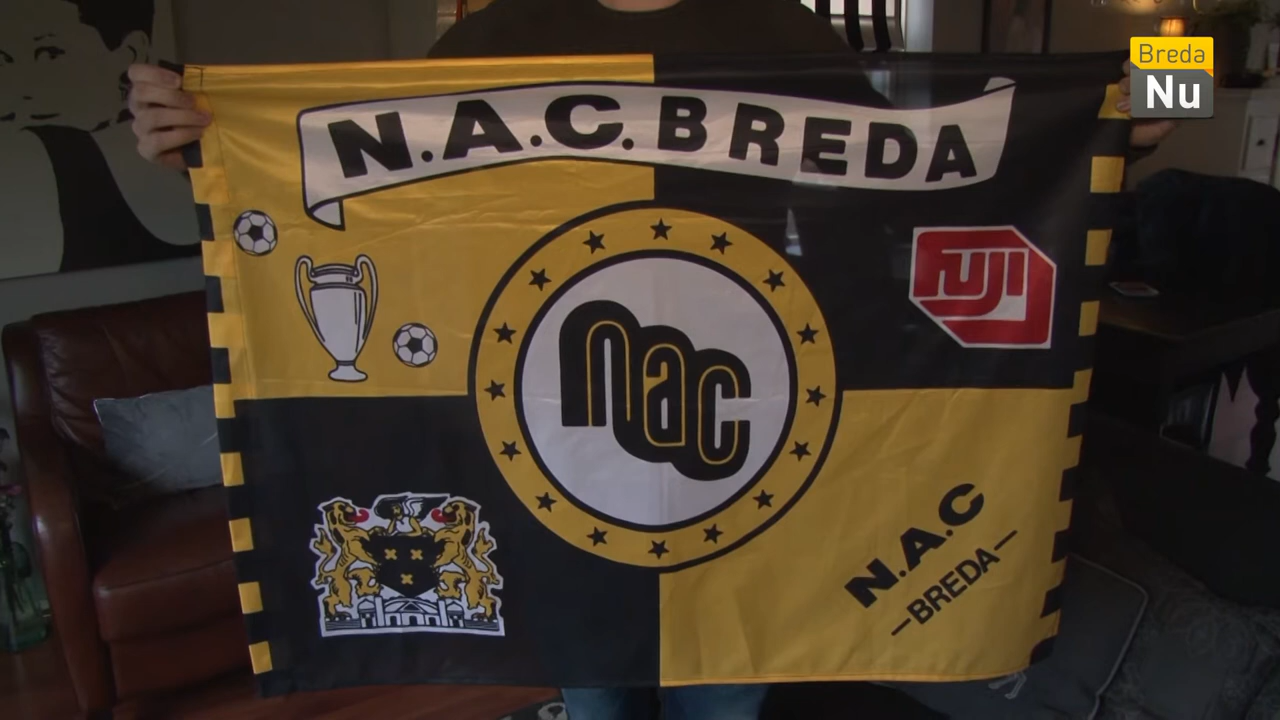 Breda
Nu
N.A.C. BREDA
FUJI
nac
N.A.C
–BREDA–